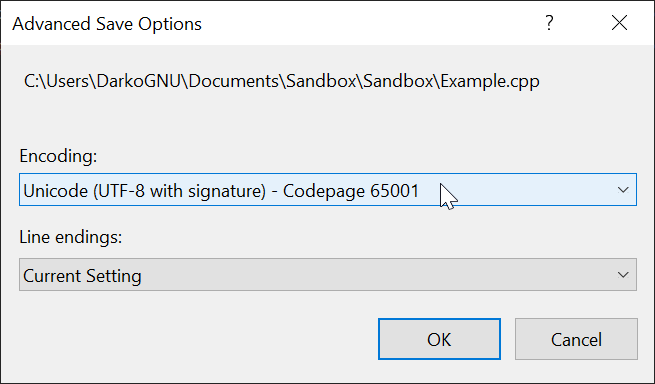 Advanced Save Options
?
C:\Users\DarkoGNU\Documents\Sandbox\Sandbox\Example.cpp
Encoding:
Unicode (UTF-8 with signature) - Codepage 65001
Line endings:
Current Setting
OK
Cancel